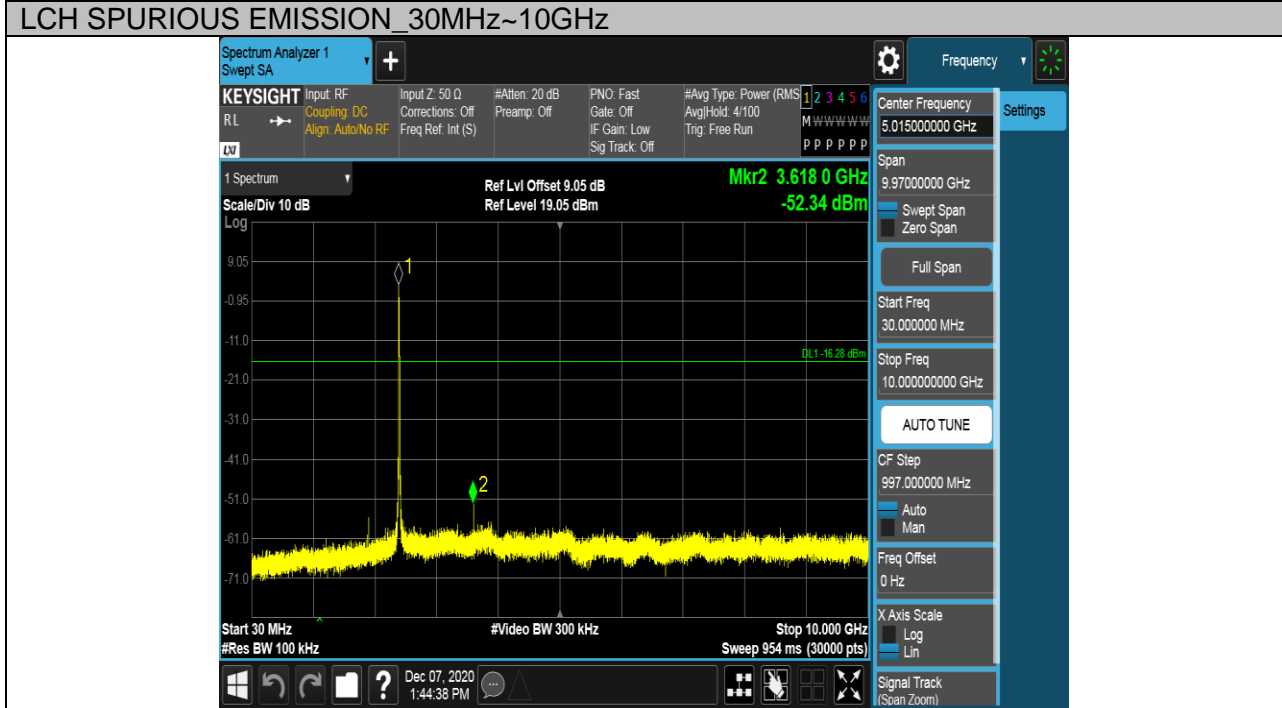 LCH SPURIOUS EMISSION_30MHz~10GHz
Spectrum Analyzer 1
Swept SA
+
Frequency
KEYSIGHT
RL
LXI
Input: RF
Coupling: DC
Align: Auto/No RF
Input Z: 50 Ω
Corrections: Off
Freq Ref: Int (S)
#Atten: 20 dB
Preamp: Off
PNO: Fast
Gate: Off
IF Gain: Low
Sig Track: Off
#Avg Type: Power (RMS
Avg|Hold: 4/100
Trig: Free Run
1 2 3 4 5 6
M W W W W W
P P P P P P
1 Spectrum
Scale/Div 10 dB
Log
Ref Lvl Offset 9.05 dB
Ref Level 19.05 dBm
Mkr2 3.618 0 GHz
-52.34 dBm
9.05
-0.95
-11.0
-21.0
-31.0
-41.0
-51.0
-61.0
-71.0
1
2
DL1 -16.28 dBm
Start 30 MHz
#Res BW 100 kHz
#Video BW 300 kHz
Stop 10.000 GHz
Sweep 954 ms (30000 pts)
Center Frequency
5.015000000 GHz
Settings
Span
9.97000000 GHz
Swept Span
Zero Span
Full Span
Start Freq
30.000000 MHz
Stop Freq
10.000000000 GHz
AUTO TUNE
CF Step
997.000000 MHz
Auto
Man
Freq Offset
0 Hz
X Axis Scale
Log
Lin
Signal Track
(Span Zoom)
?
Dec 07, 2020
1:44:38 PM